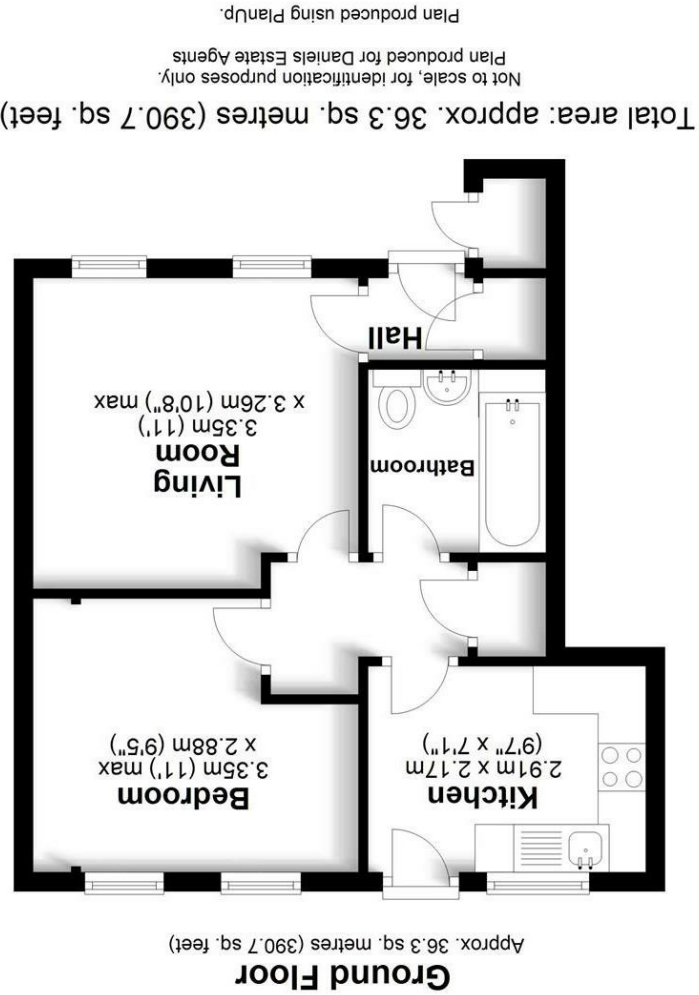 Ground Floor
Approx. 36.3 sq. metres (390.7 sq. feet)
Kitchen
2.91m x 2.17m
(9'7" x 7'1")
Bedroom
3.35m (11') max
x 2.88m (9'5")
Bathroom
Living
Room
3.35m (11')
x 3.26m (10'8") max
Hall
Total area: approx. 36.3 sq. metres (390.7 sq. feet)
Not to scale, for identification purposes only.
Plan produced for Daniels Estate Agents
Plan produced using PlanUp.